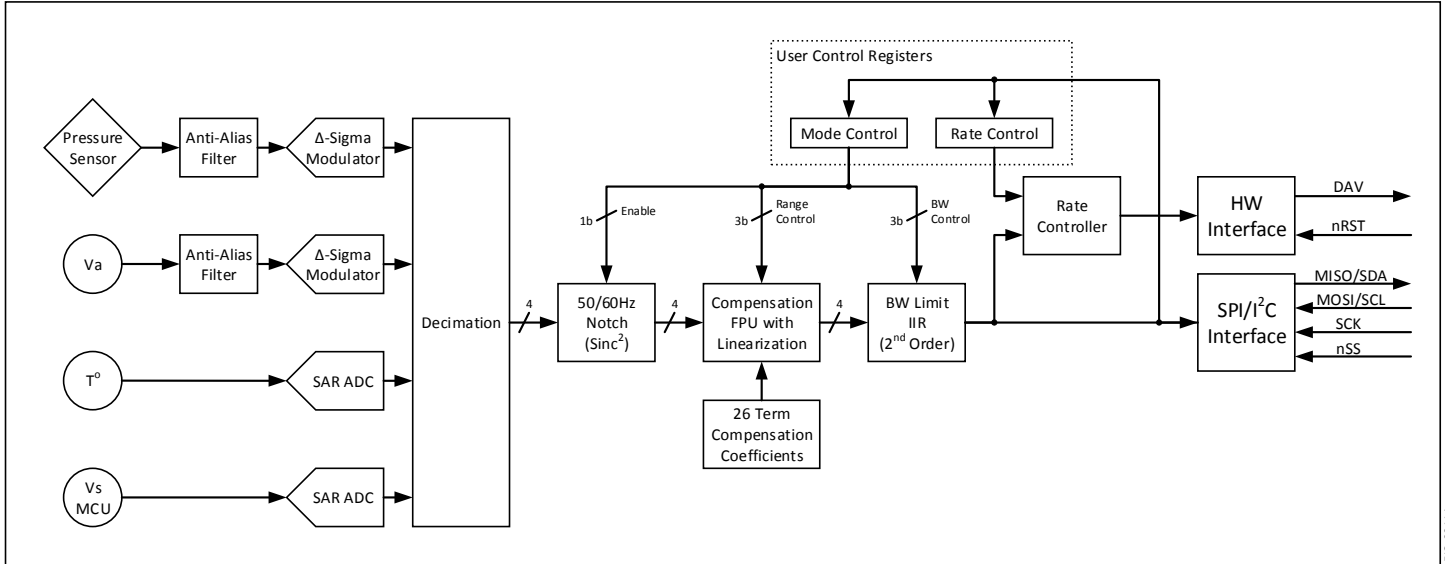 User Control Registers
Pressure
Sensor
Anti-Alias
Filter
Δ-Sigma
Modulator
Mode Control
Rate Control
1b
Enable
3b
Range
Control
3b
BW
Control
Rate
Controller
HW
Interface
DAV
nRST
Va
Anti-Alias
Filter
Δ-Sigma
Modulator
Decimation
4
50/60Hz
Notch
(Sinc²)
4
Compensation
FPU with
Linearization
4
BW Limit
IIR
(2nd Order)
SPI/I²C
Interface
MISO/SDA
MOSI/SCL
SCK
nSS
T°
SAR ADC
26 Term
Compensation
Coefficients
Vs
MCU
SAR ADC